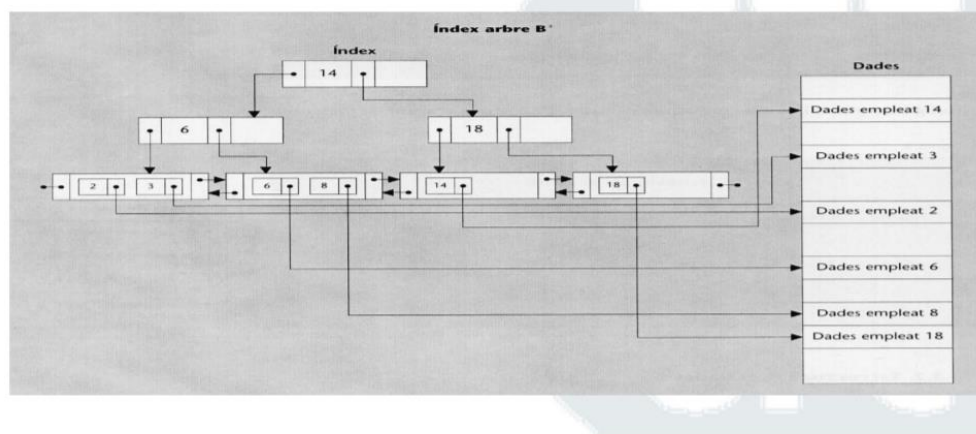 Índex arbre B+
Índex
Dades
14
6
18
2 3 6 8 14 18
Dades empleat 14
Dades empleat 3
Dades empleat 2
Dades empleat 6
Dades empleat 8
Dades empleat 18